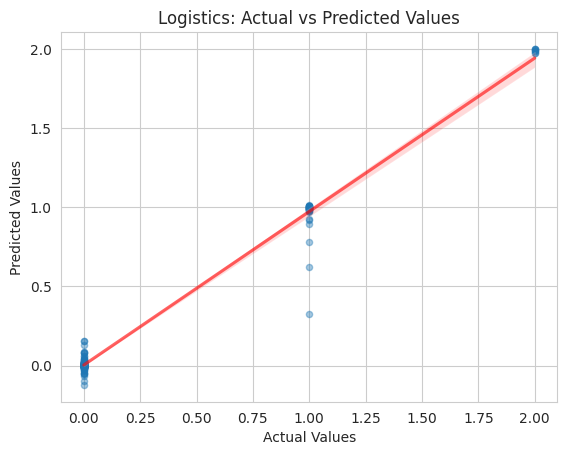 Logistics: Actual vs Predicted Values
Predicted Values
2.0
1.5
1.0
0.5
0.0
0.00 0.25 0.50 0.75 1.00 1.25 1.50 1.75 2.00
Actual Values